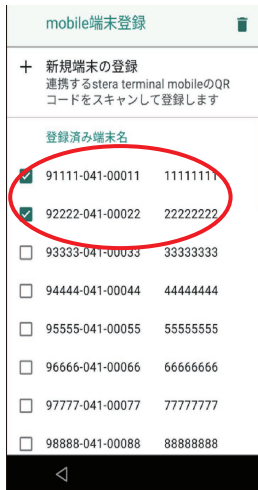 mobile端末登録
新規端末の登録
連携するstera terminal mobileのQR
コードをスキャンして登録します
登録済み端末名
91111-041-00011 11111111
92222-041-00022 22222222
93333-041-00033 33333333
94444-041-00044 44444444
95555-041-00055 55555555
96666-041-00066 66666666
97777-041-00077 77777777
98888-041-00088 88888888